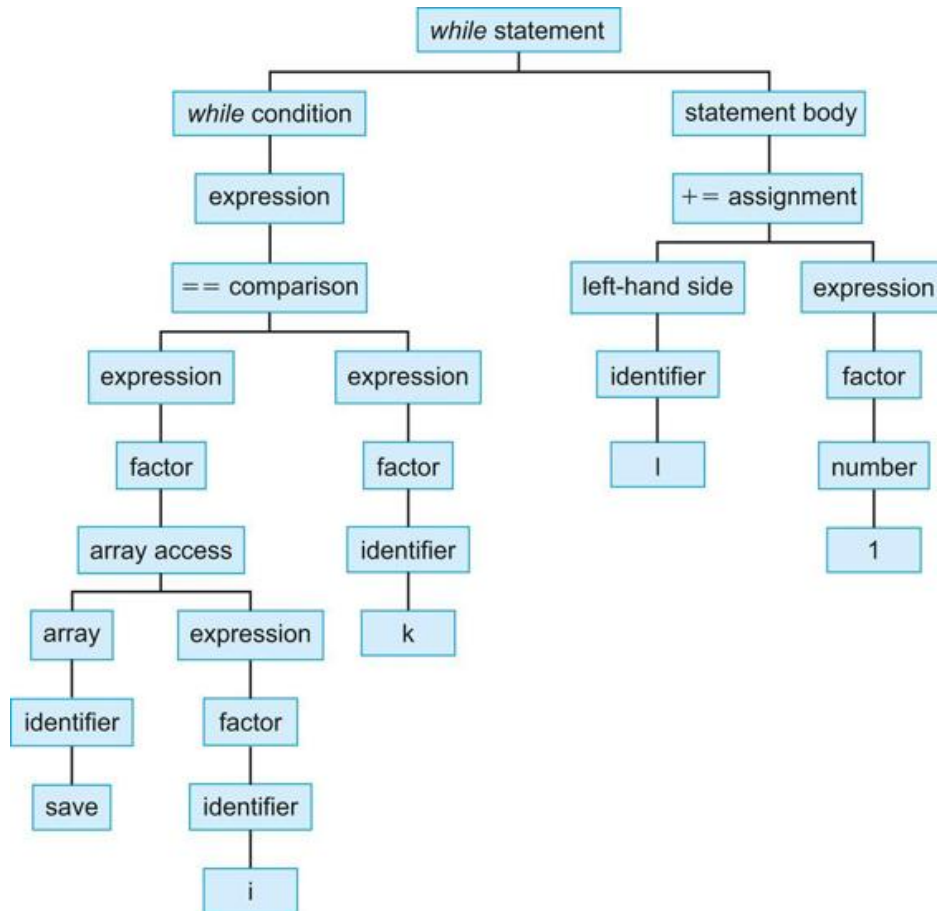 while statement
while condition
statement body
expression
+= assignment
== comparison
left-hand side
expression
expression
expression
identifier
factor
factor
factor
l
number
array access
identifier
1
array
expression
k
identifier
factor
save
identifier
i